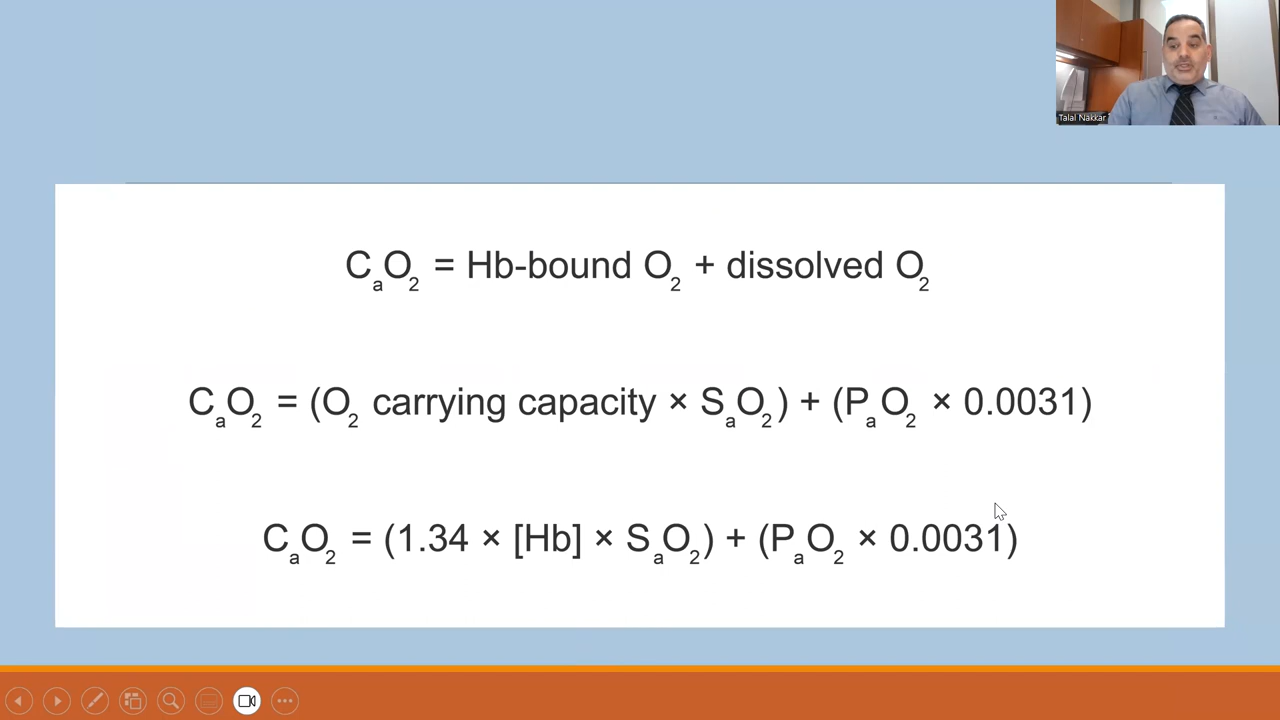 Talal Nakkar
CₐO₂ = Hb-bound O₂ + dissolved O₂
CₐO₂ = (O₂ carrying capacity × SₐO₂) + (PₐO₂ × 0.0031)
CₐO₂ = (1.34 × [Hb] × SₐO₂) + (PₐO₂ × 0.0031)